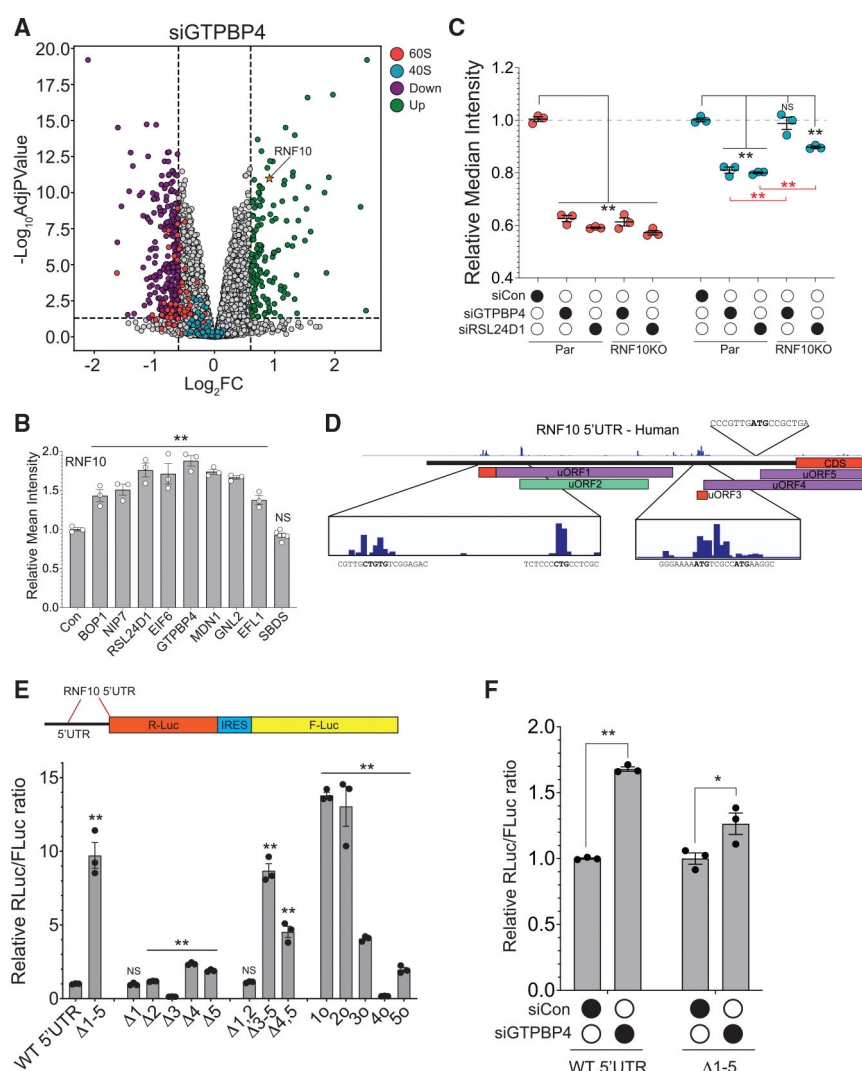 A
siGTPBP4
20.0
17.5
15.0
12.5
10.0
7.5
5.0
2.5
0.0
-Log10AdjPValue
-2
-1
0
1
2
Log2FC
60S
40S
Down
Up
RNF10
C
Relative Median Intensity
1.2
1.0
0.8
0.6
0.4
**
NS
**
**
**
**
siCon
siGTPBP4
siRSL24D1
Par
RNF10KO
Par
RNF10KO
B
RNF10
**
NS
Relative Mean Intensity
2.0
1.5
1.0
0.5
0.0
Con
BOP1
NIP7
RSL24D1
EIF6
GTPBP4
MDN1
GNL2
EFL1
SBDS
D
RNF10 5'UTR - Human
CCCGTTGATGCCGCTGA
CDS
uORF1
uORF5
uORF2
uORF4
uORF3
CGTTGCTGTGTCGGAGAC
TCTCCCCTGCCTCGC
GGGAAAAATGTCGCCATGAAGGC
E
RNF10 5'UTR
5'UTR
R-Luc
IRES
F-Luc
Relative RLuc/FLuc ratio
15
10
5
0
**
NS
**
NS
**
**
**
WT 5'UTR
Δ1-5
Δ1
Δ2
Δ3
Δ4
Δ5
Δ1,2
Δ3-5
Δ4,5
1o
2o
3o
4o
5o
F
Relative RLuc/FLuc ratio
2.0
1.5
1.0
0.5
0.0
**
*
siCon
siGTPBP4
WT 5'UTR
Δ1-5